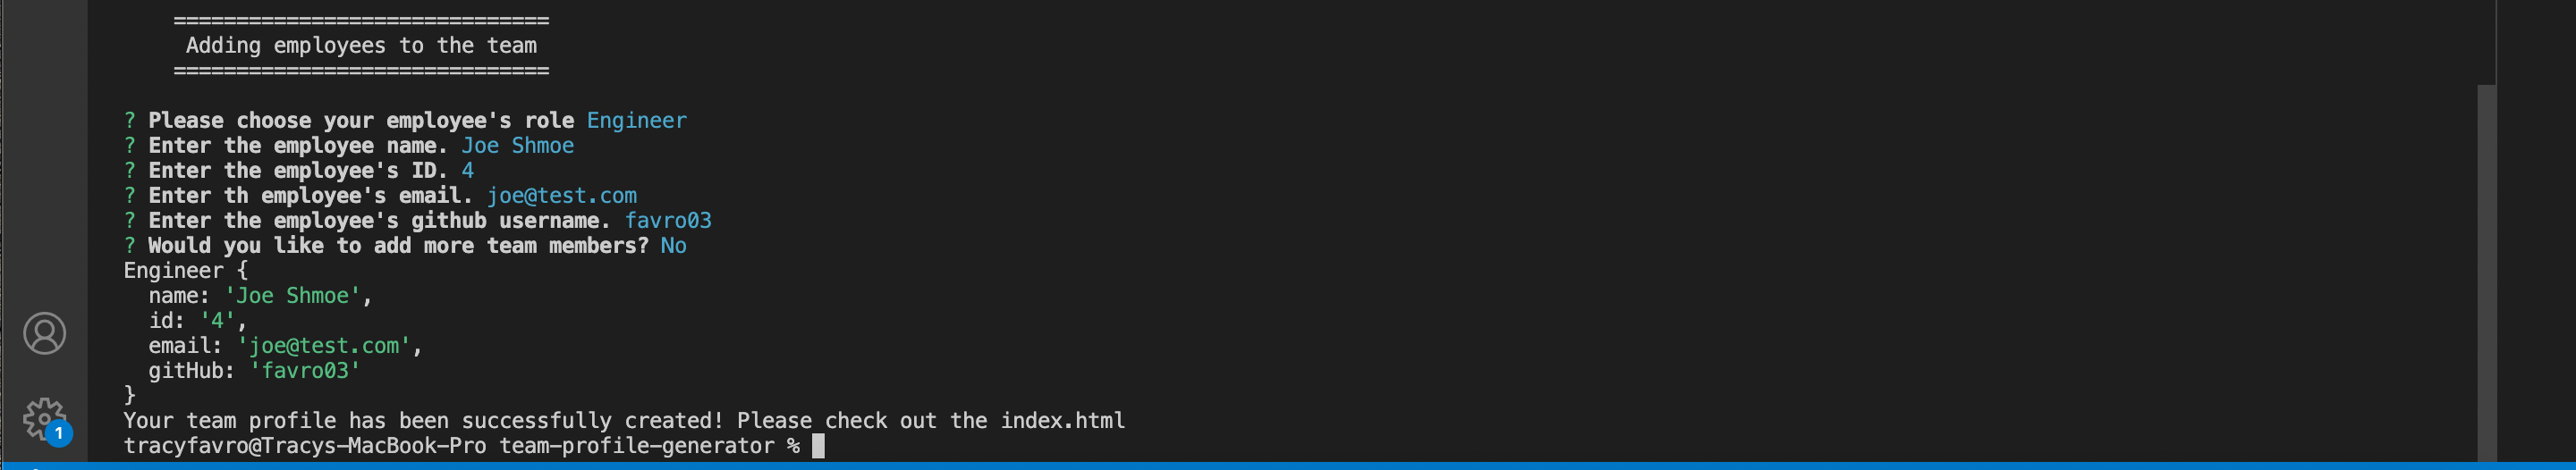 ==============================
Adding employees to the team
==============================
? Please choose your employee's role Engineer
? Enter the employee name. Joe Shmoe
? Enter the employee's ID. 4
? Enter th employee's email. joe@test.com
? Enter the employee's github username. favro03
? Would you like to add more team members? No
Engineer {
  name: 'Joe Shmoe',
  id: '4',
  email: 'joe@test.com',
  gitHub: 'favro03'
}
Your team profile has been successfully created! Please check out the index.html
tracyfavro@Tracys-MacBook-Pro team-profile-generator %
1